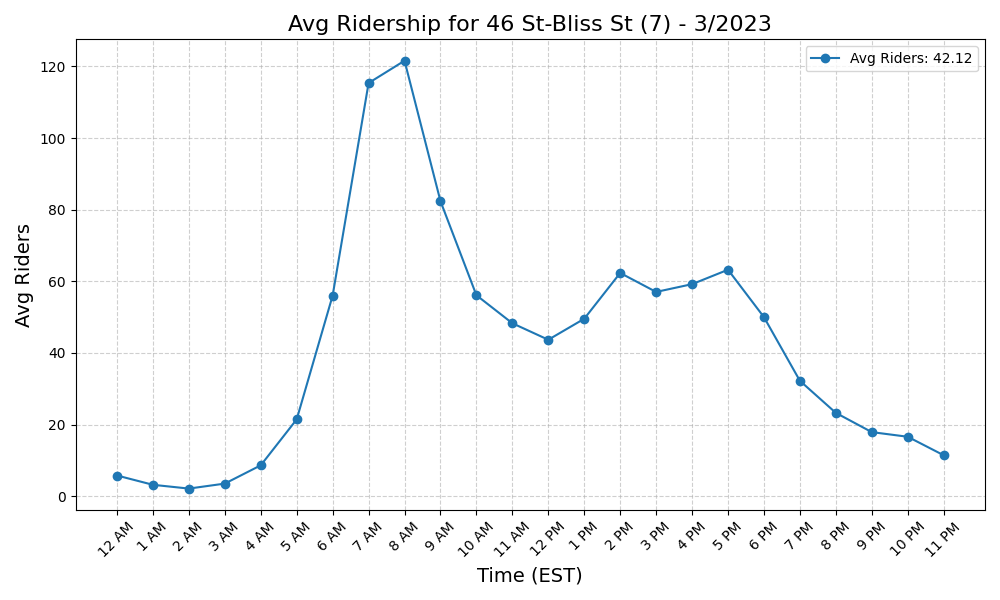 Avg Ridership for 46 St-Bliss St (7) - 3/2023
Avg Riders: 42.12
Avg Riders
120
100
80
60
40
20
0
12 AM
1 AM
2 AM
3 AM
4 AM
5 AM
6 AM
7 AM
8 AM
9 AM
10 AM
11 AM
12 PM
1 PM
2 PM
3 PM
4 PM
5 PM
6 PM
7 PM
8 PM
9 PM
10 PM
11 PM
Time (EST)